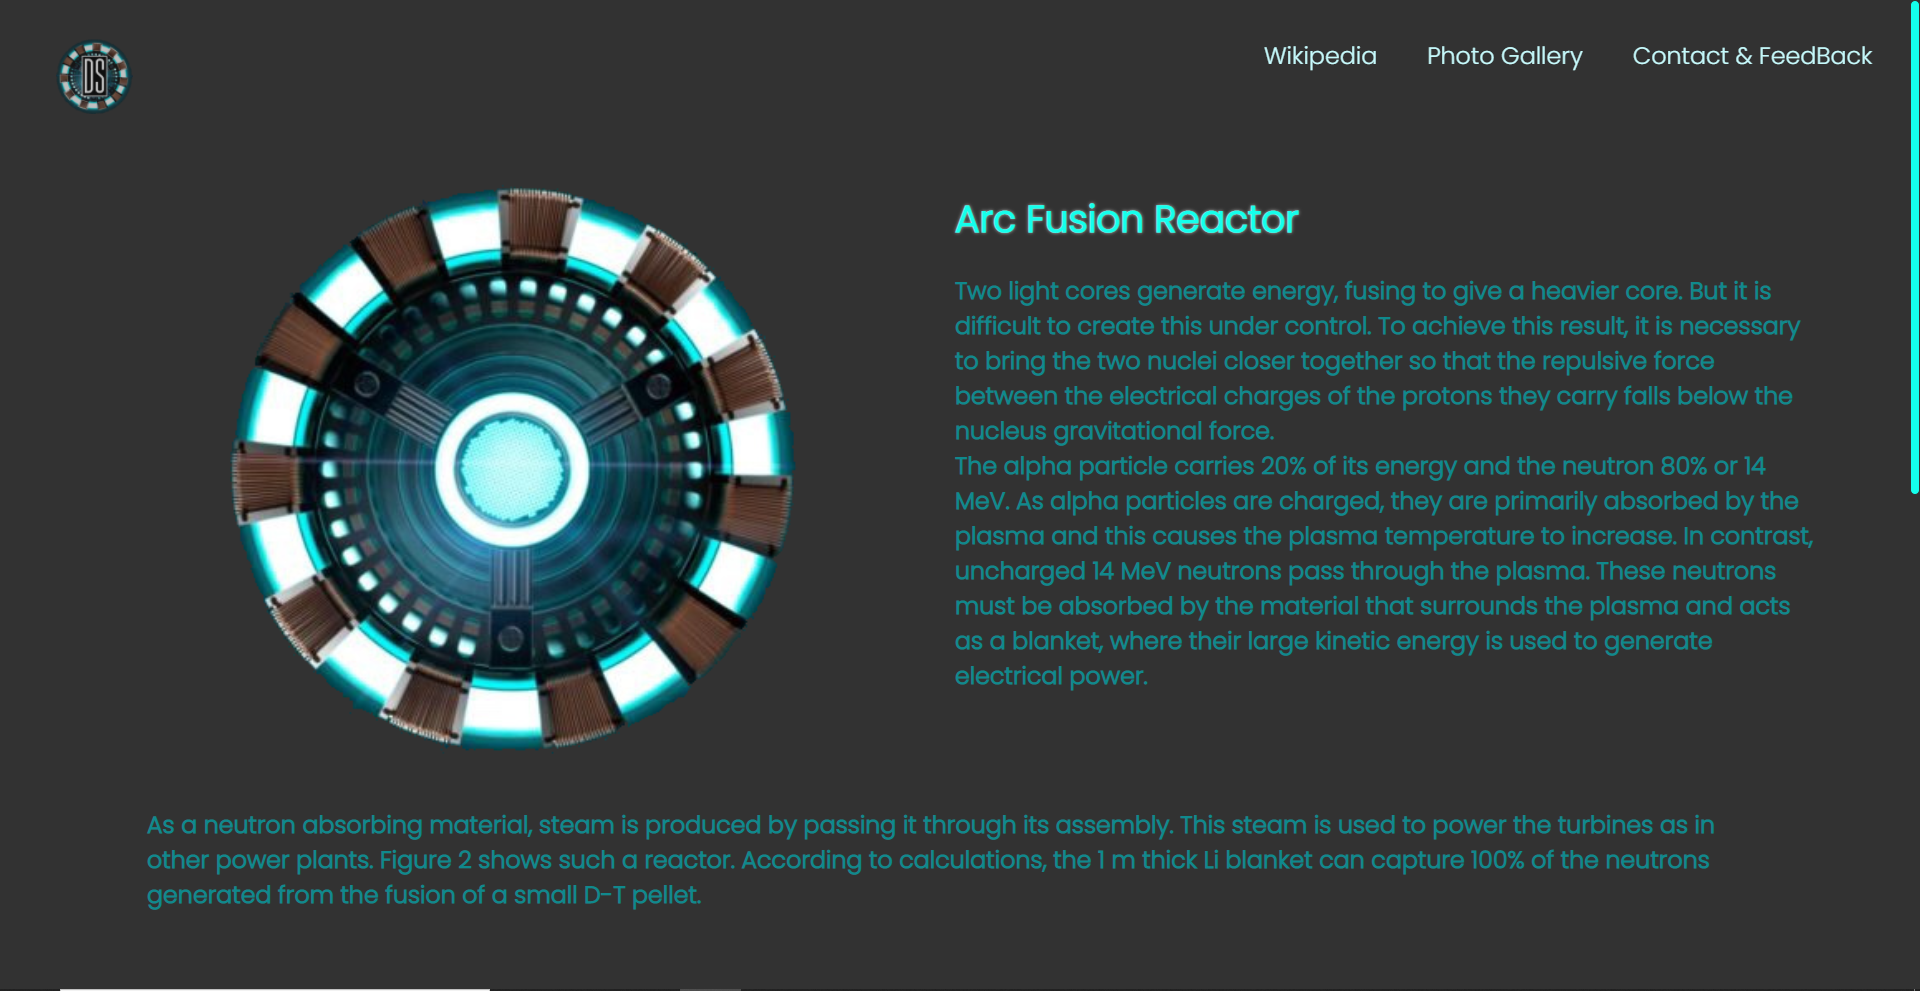 DS
Wikipedia Photo Gallery Contact & FeedBack
Arc Fusion Reactor
Two light cores generate energy, fusing to give a heavier core. But it is
difficult to create this under control. To achieve this result, it is necessary
to bring the two nuclei closer together so that the repulsive force
between the electrical charges of the protons they carry falls below the
nucleus gravitational force.
The alpha particle carries 20% of its energy and the neutron 80% or 14
MeV. As alpha particles are charged, they are primarily absorbed by the
plasma and this causes the plasma temperature to increase. In contrast,
uncharged 14 MeV neutrons pass through the plasma. These neutrons
must be absorbed by the material that surrounds the plasma and acts
as a blanket, where their large kinetic energy is used to generate
electrical power.
As a neutron absorbing material, steam is produced by passing it through its assembly. This steam is used to power the turbines as in
other power plants. Figure 2 shows such a reactor. According to calculations, the 1 m thick Li blanket can capture 100% of the neutrons
generated from the fusion of a small D-T pellet.